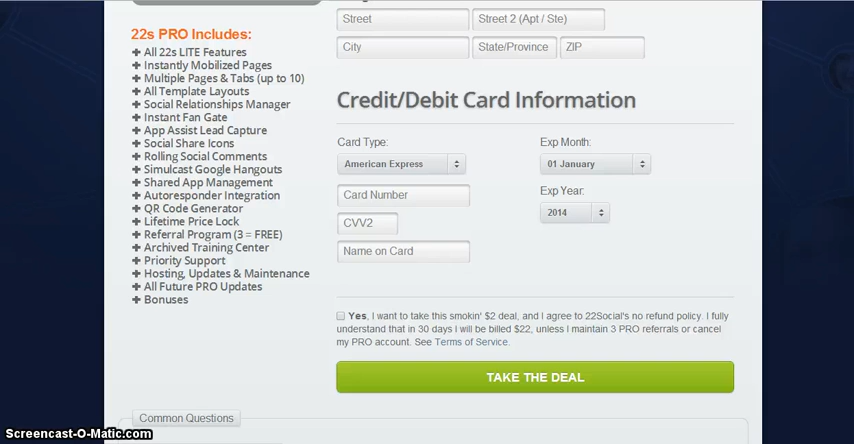 Street
Street 2 (Apt / Ste)
22s PRO Includes:
City
State/Province
ZIP
All 22s LITE Features
Instantly Mobilized Pages
Multiple Pages & Tabs (up to 10)
All Template Layouts
Social Relationships Manager
Instant Fan Gate
App Assist Lead Capture
Social Share Icons
Rolling Social Comments
Simulcast Google Hangouts
Shared App Management
Autoresponder Integration
QR Code Generator
Lifetime Price Lock
Referral Program (3 = FREE)
Archived Training Center
Priority Support
Hosting, Updates & Maintenance
All Future PRO Updates
Bonuses
Credit/Debit Card Information
Card Type:
Exp Month:
American Express
01 January
Card Number
Exp Year:
2014
CVV2
Name on Card
Yes, I want to take this smokin' $2 deal, and I agree to 22Social's no refund policy. I fully
understand that in 30 days I will be billed $22, unless I maintain 3 PRO referrals or cancel
my PRO account. See Terms of Service.
TAKE THE DEAL
Common Questions
Screencast-O-Matic.com